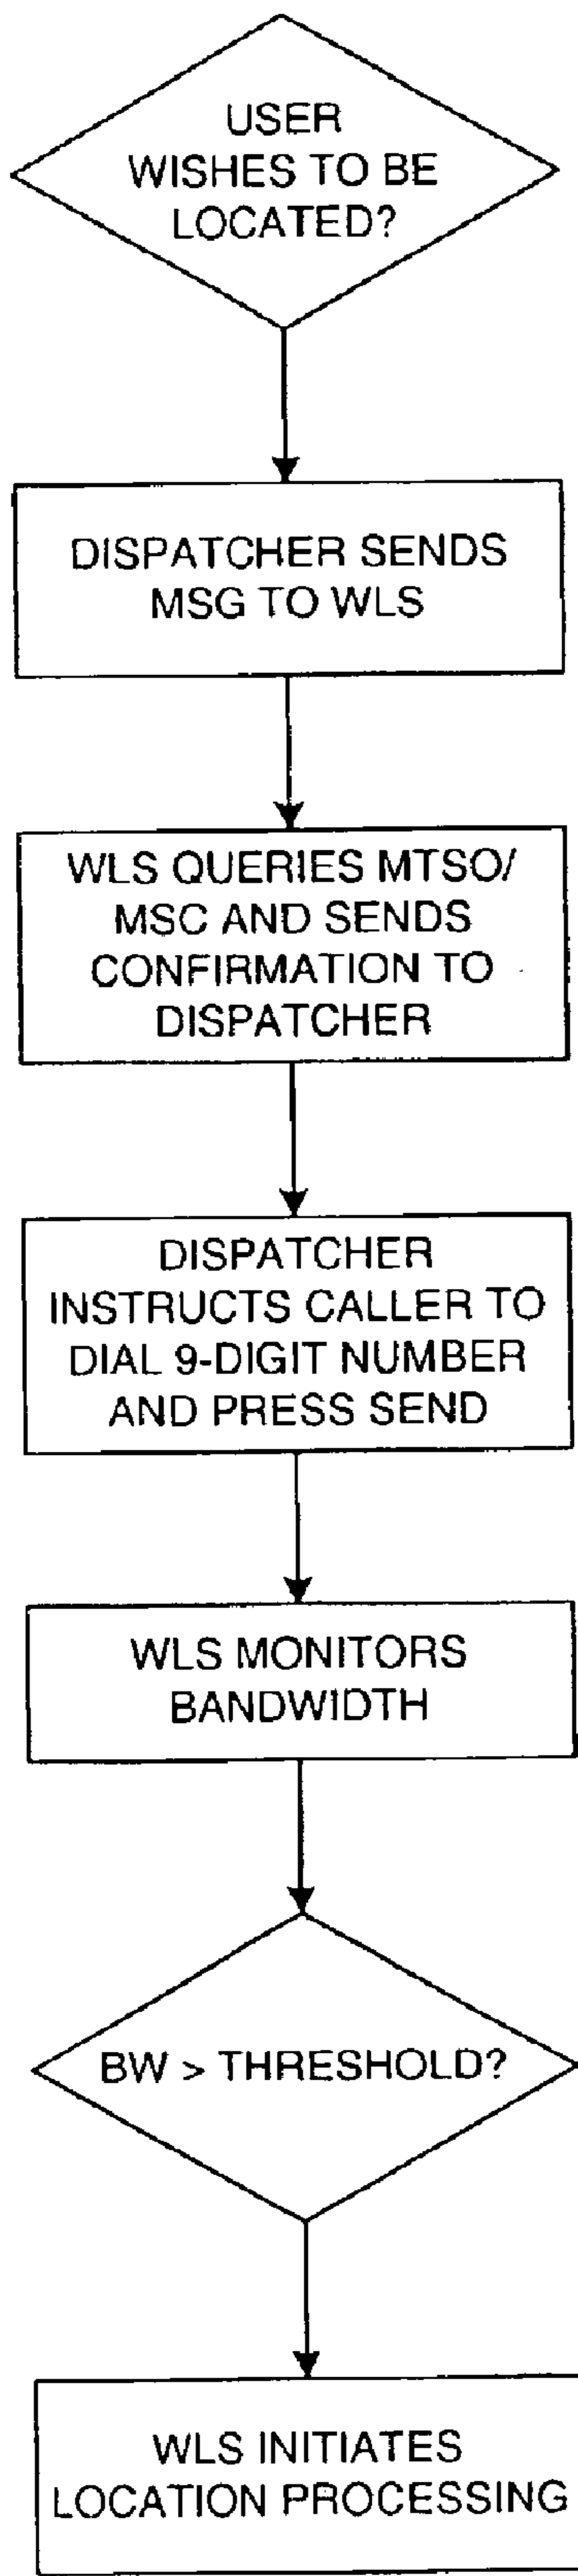 USER
WISHES TO BE
LOCATED?
DISPATCHER SENDS
MSG TO WLS
WLS QUERIES MTSO/
MSC AND SENDS
CONFIRMATION TO
DISPATCHER
DISPATCHER
INSTRUCTS CALLER TO
DIAL 9-DIGIT NUMBER
AND PRESS SEND
WLS MONITORS
BANDWIDTH
BW > THRESHOLD?
WLS INITIATES
LOCATION PROCESSING